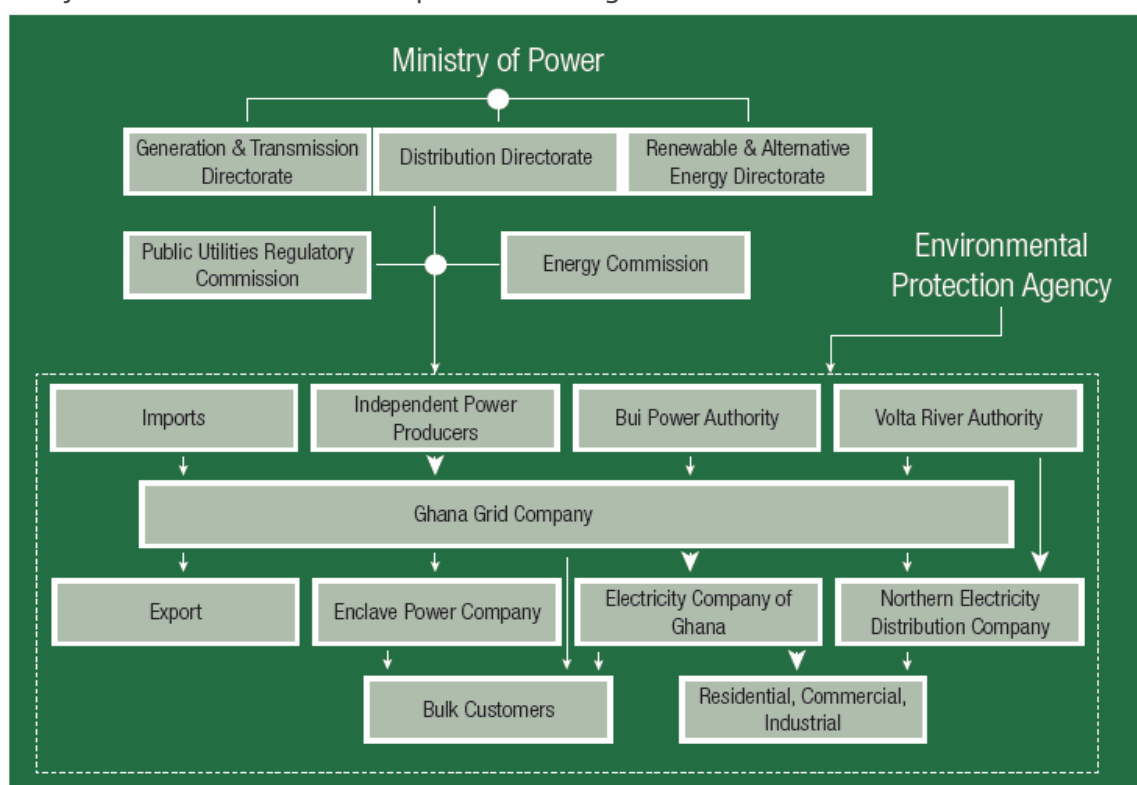 Ministry of Power
Generation & Transmission
Directorate
Distribution Directorate
Renewable & Alternative
Energy Directorate
Public Utilities Regulatory
Commission
Energy Commission
Environmental
Protection Agency
Imports
Independent Power
Producers
Bui Power Authority
Volta River Authority
Ghana Grid Company
Export
Enclave Power Company
Electricity Company of
Ghana
Northern Electricity
Distribution Company
Bulk Customers
Residential, Commercial,
Industrial